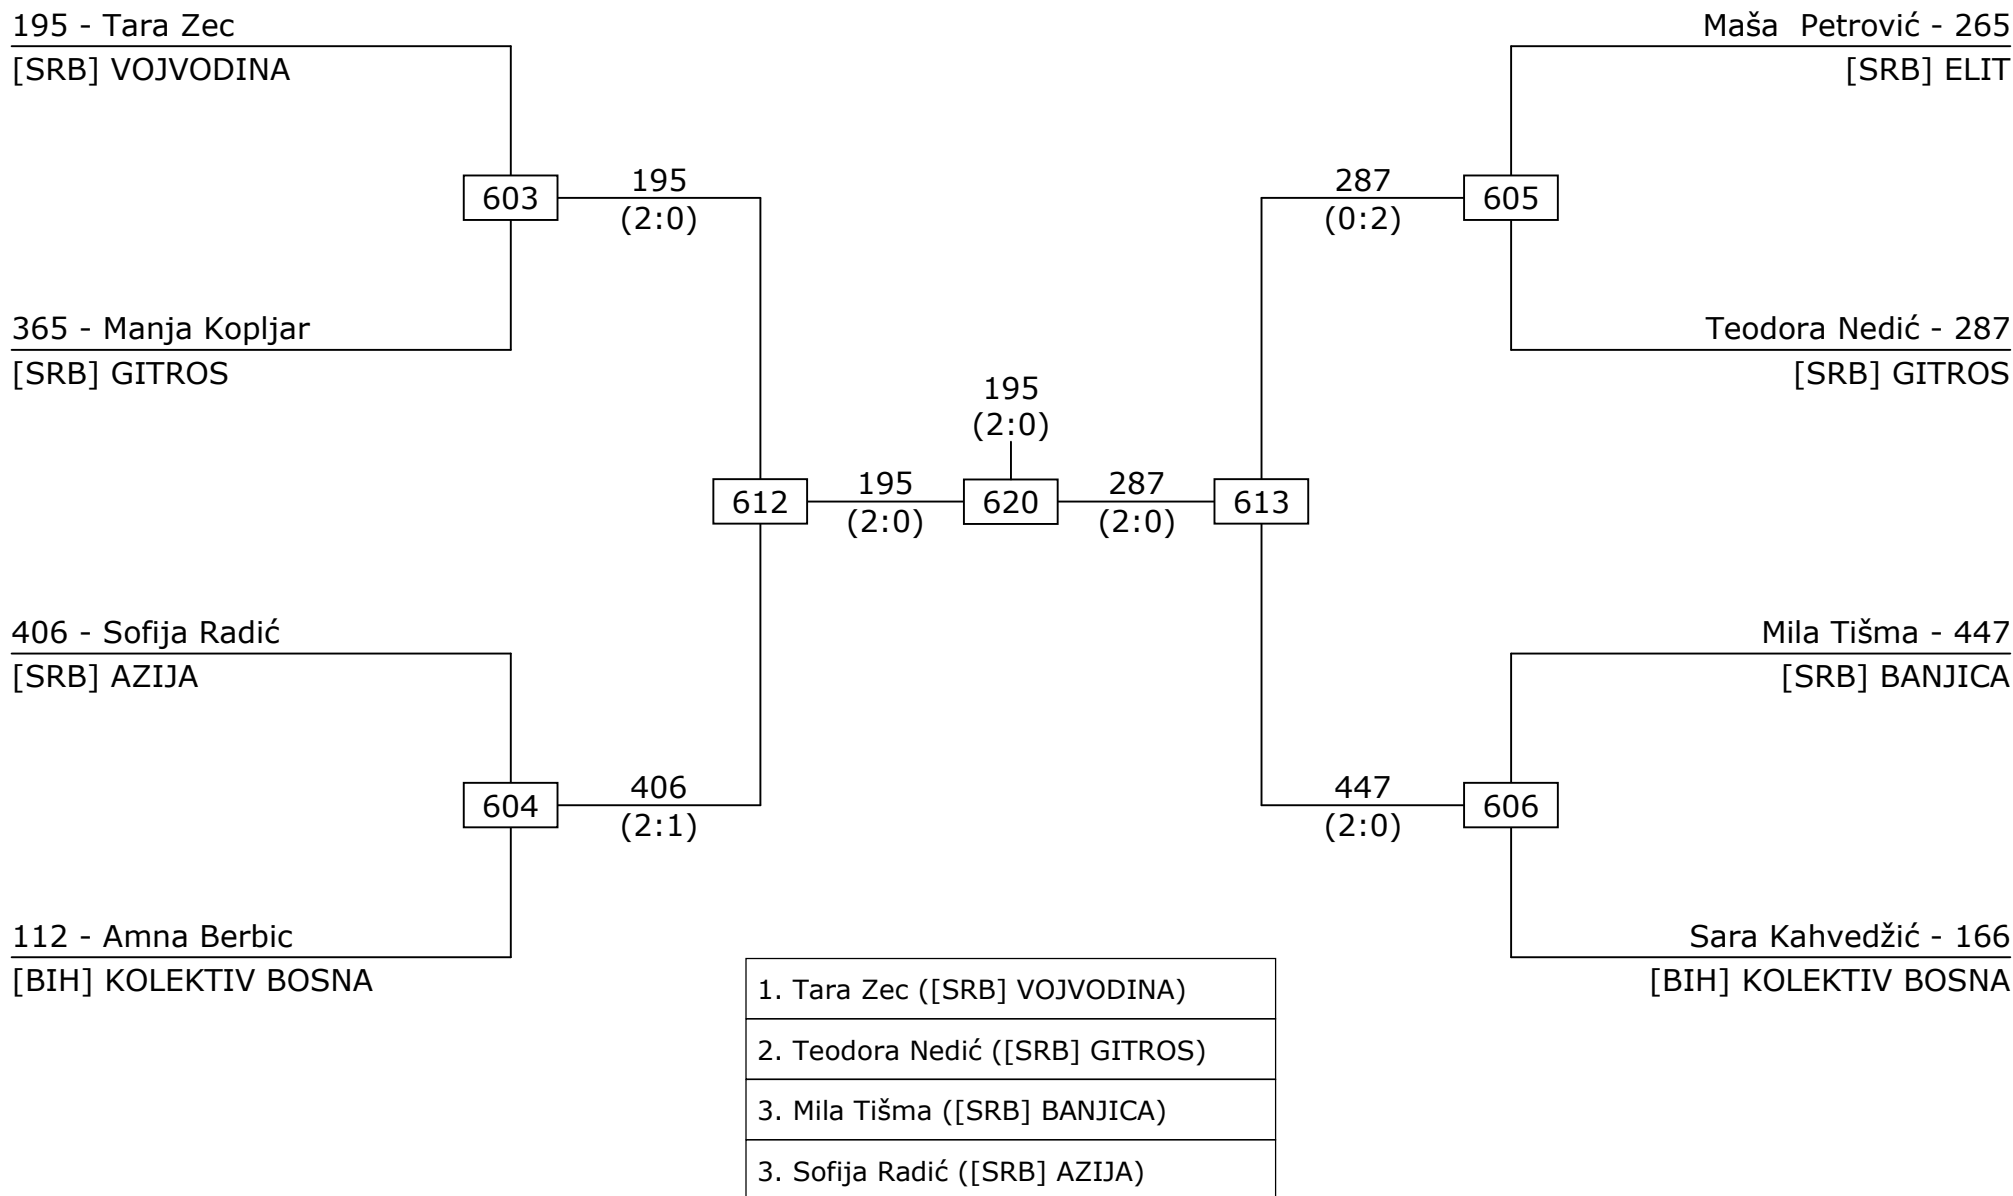 195 - Tara Zec
[SRB] VOJVODINA
Maša  Petrović - 265
[SRB] ELIT
603
195
(2:0)
287
(0:2)
605
365 - Manja Kopljar
[SRB] GITROS
Teodora Nedić - 287
[SRB] GITROS
195
(2:0)
612
195
(2:0)
620
287
(2:0)
613
406 - Sofija Radić
[SRB] AZIJA
Mila Tišma - 447
[SRB] BANJICA
604
406
(2:1)
447
(2:0)
606
112 - Amna Berbic
[BIH] KOLEKTIV BOSNA
Sara Kahvedžić - 166
[BIH] KOLEKTIV BOSNA
1. Tara Zec ([SRB] VOJVODINA)
2. Teodora Nedić ([SRB] GITROS)
3. Mila Tišma ([SRB] BANJICA)
3. Sofija Radić ([SRB] AZIJA)